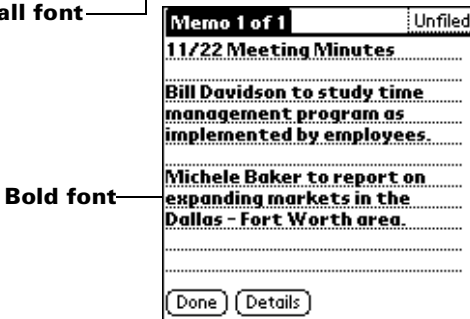 all font
Memo 1 of 1 Unfiled
11/22 Meeting Minutes
Bill Davidson to study time
management program as
implemented by employees.
Michele Baker to report on
Bold font expanding markets in the
Dallas - Fort Worth area.
Done Details